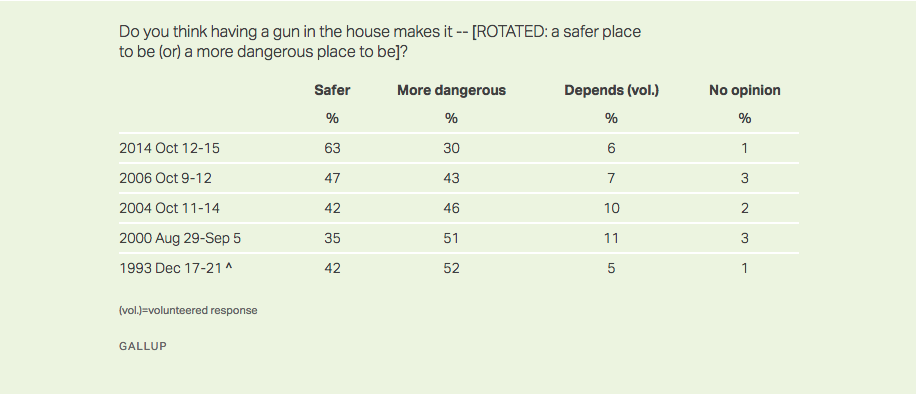 Do you think having a gun in the house makes it -- [ROTATED: a safer place
to be (or) a more dangerous place to be]?
Safer More dangerous Depends (vol.) No opinion
% % % %
2014 Oct 12-15 63 30 6 1
2006 Oct 9-12 47 43 7 3
2004 Oct 11-14 42 46 10 2
2000 Aug 29-Sep 5 35 51 11 3
1993 Dec 17-21 ^ 42 52 5 1
(vol.)=volunteered response
GALLUP